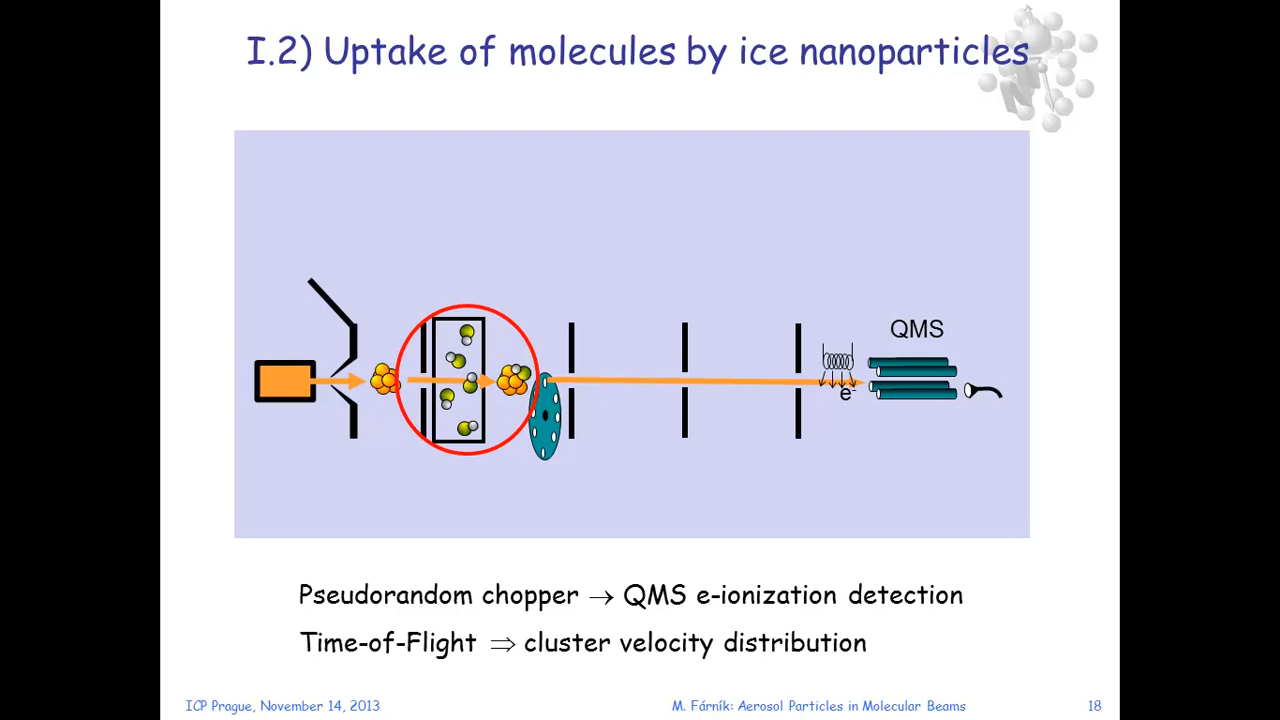 I.2) Uptake of molecules by ice nanoparticles
QMS
e⁻
Pseudorandom chopper → QMS e-ionization detection
Time-of-Flight ⇒ cluster velocity distribution
ICP Prague, November 14, 2013
M. Fárník: Aerosol Particles in Molecular Beams
18